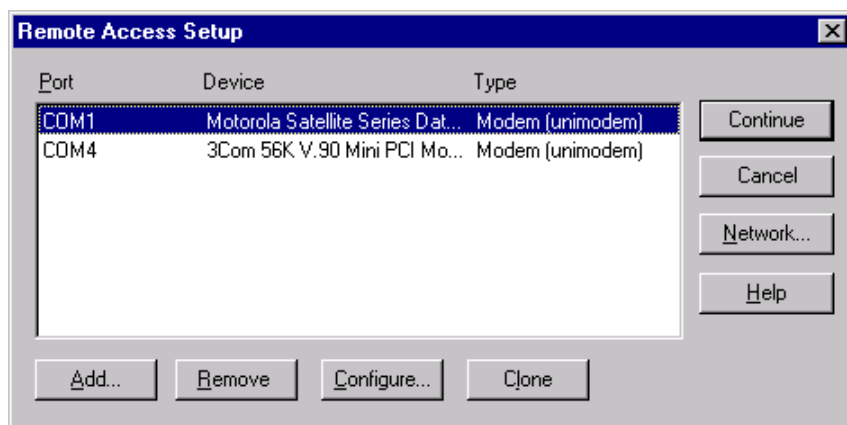 Remote Access Setup
Port Device Type
COM1 Motorola Satellite Series Dat... Modem (unimodem)
COM4 3Com 56K V.90 Mini PCI Mo... Modem (unimodem)
Continue
Cancel
Network...
Help
Add... Remove Configure... Clone